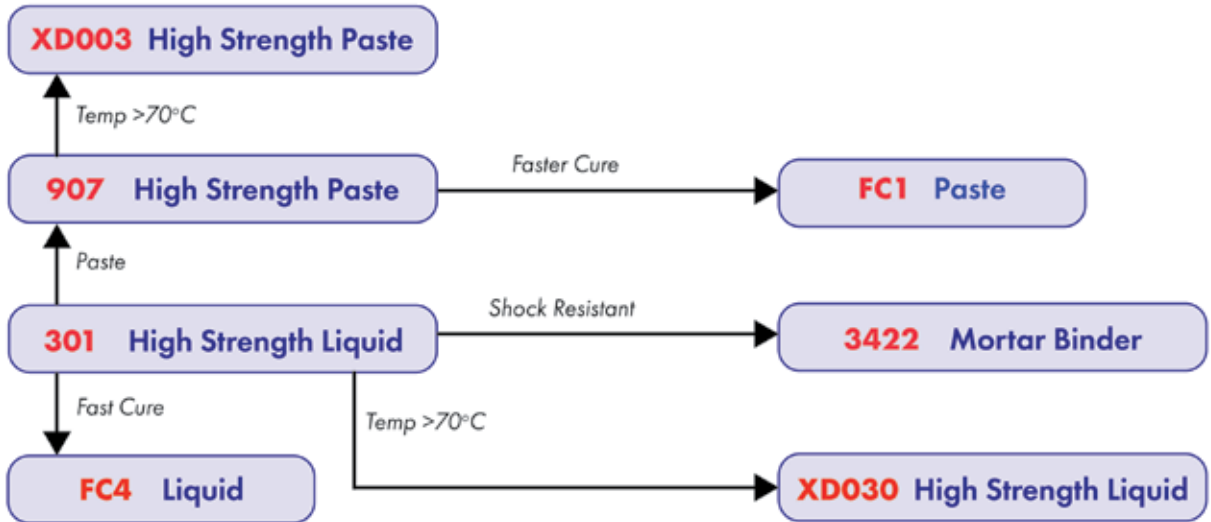 XD003 High Strength Paste
Temp >70°C
907 High Strength Paste
Faster Cure
FC1 Paste
Paste
301 High Strength Liquid
Shock Resistant
3422 Mortar Binder
Fast Cure
Temp >70°C
FC4 Liquid
XD030 High Strength Liquid